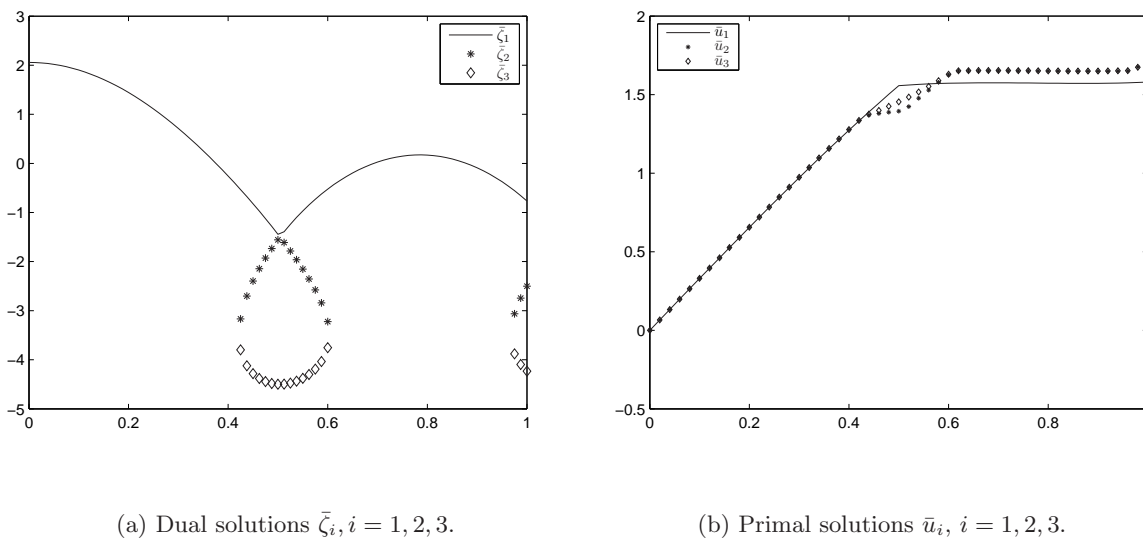 3
2
1
0
−1
−2
−3
−4
−5
0 0.2 0.4 0.6 0.8 1
ζ̄₁
ζ̄₂
ζ̄₃
2
1.5
1
0.5
0
−0.5
0 0.2 0.4 0.6 0.8
ū₁
ū₂
ū₃
(a) Dual solutions ζ̄ᵢ, i = 1, 2, 3.
(b) Primal solutions ūᵢ, i = 1, 2, 3.